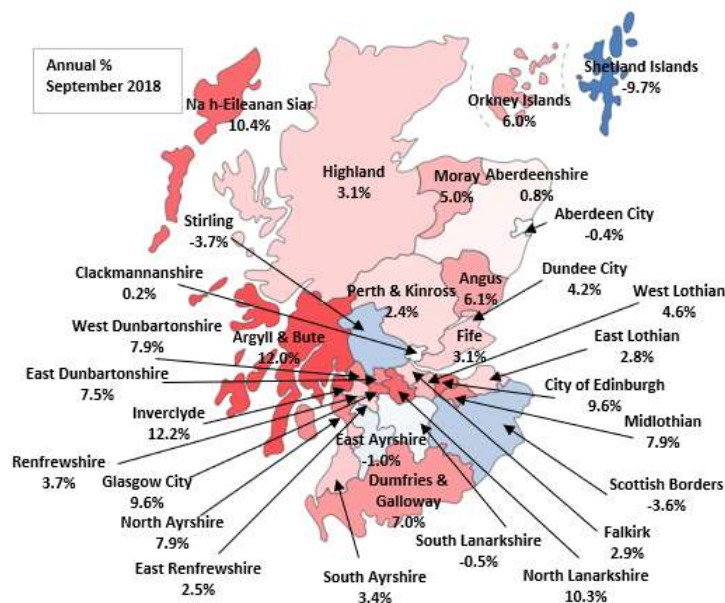 Annual %
September 2018
Na h-Eileanan Siar
10.4%
Orkney Islands
6.0%
Shetland Islands
-9.7%
Highland
3.1%
Moray
5.0%
Aberdeenshire
0.8%
Aberdeen City
-0.4%
Stirling
-3.7%
Clackmannanshire
0.2%
Perth & Kinross
2.4%
Angus
6.1%
Dundee City
4.2%
West Lothian
4.6%
West Dunbartonshire
7.9%
Argyll & Bute
12.0%
Fife
3.1%
East Lothian
2.8%
East Dunbartonshire
7.5%
City of Edinburgh
9.6%
Inverclyde
12.2%
Midlothian
7.9%
Renfrewshire
3.7%
Glasgow City
9.6%
East Ayrshire
-1.0%
Dumfries &
Galloway
7.0%
Scottish Borders
-3.6%
North Ayrshire
7.9%
South Lanarkshire
-0.5%
Falkirk
2.9%
East Renfrewshire
2.5%
South Ayrshire
3.4%
North Lanarkshire
10.3%